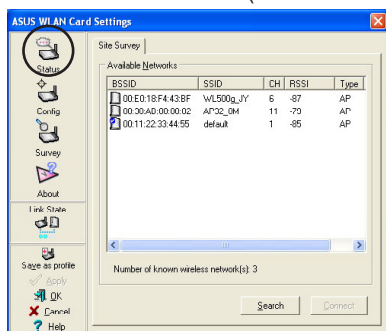 ASUS WLAN Card Settings
Status
Config
Survey
About
Link State
Save as profile
Apply
OK
Cancel
Help
Site Survey
Available Networks
BSSID SSID CH RSSI Type
00:E0:18:F4:43:BF WL500g_JY 6 -87 AP
00:30:AD:00:00:02 11 -79 AP
00:11:22:33:44:55 default 1 -85 AP
Number of known wireless network(s): 3
Search Connect